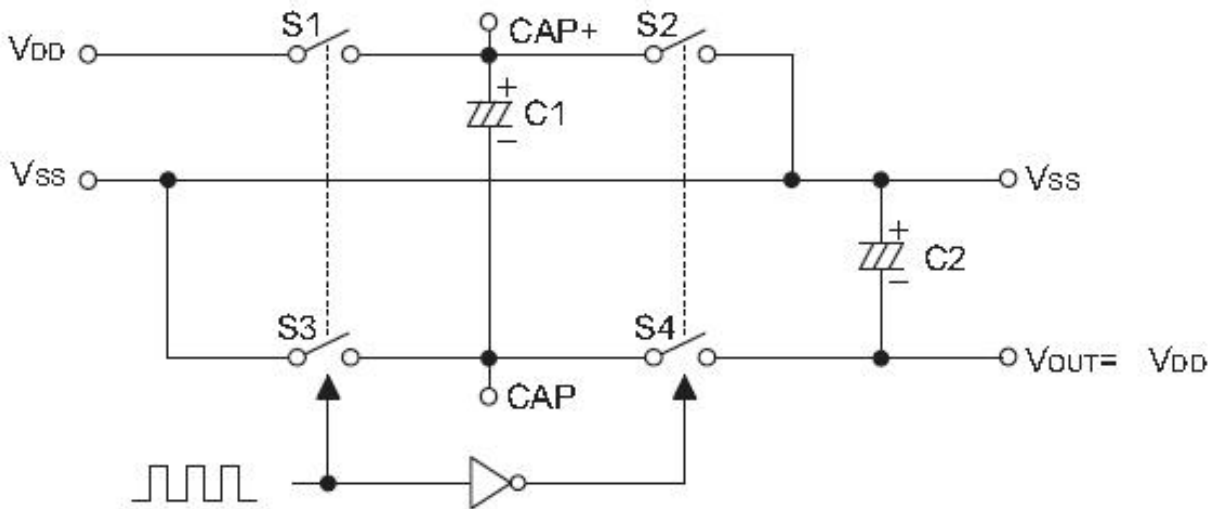 S1
CAP+
S2
VDD
+
C1
−
VSS
VSS
+
C2
−
S3
S4
VOUT= VDD
CAP